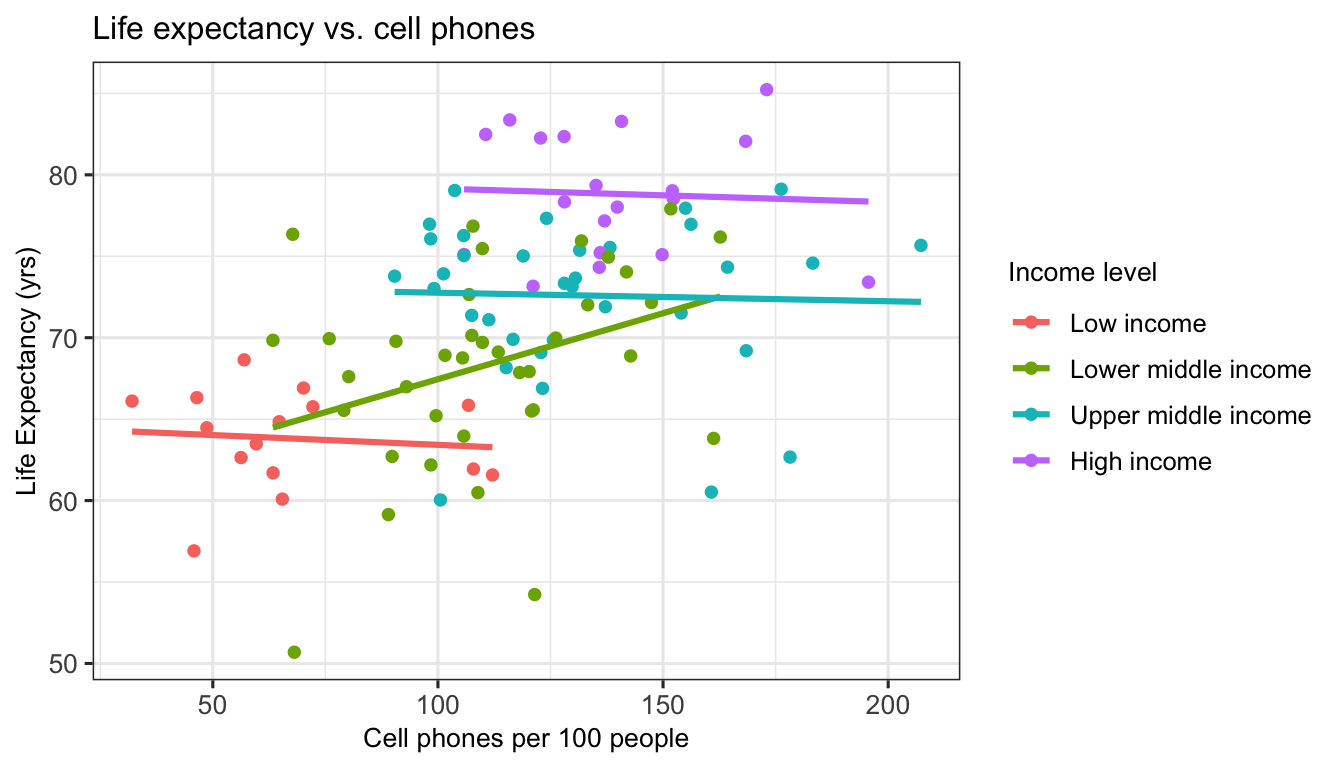 Life expectancy vs. cell phones
80
70
60
50
Life Expectancy (yrs)
50 100 150 200
Cell phones per 100 people
Income level
Low income
Lower middle income
Upper middle income
High income